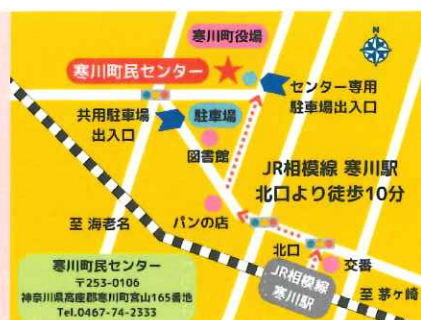 N
寒川町役場
寒川町民センター
センター専用
駐車場出入口
共用駐車場
出入口
駐車場
図書館
JR相模線 寒川駅
北口より徒歩10分
パンの店
至 海老名
北口
交番
JR相模線
寒川駅
至 茅ヶ崎
寒川町民センター
〒253-0106
神奈川県高座郡寒川町宮山165番地
Tel.0467-74-2333